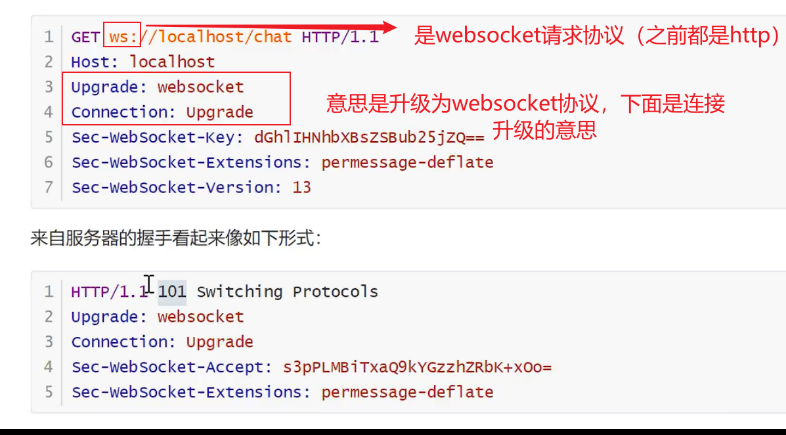 1 GET ws://localhost/chat HTTP/1.1 是websocket请求协议（之前都是http）
2 Host: localhost
3 Upgrade: websocket
4 Connection: Upgrade
意思是升级为websocket协议，下面是连接
升级的意思
5 Sec-WebSocket-Key: dGhlIHNhbXBsZSBub25jZQ==
6 Sec-WebSocket-Extensions: permessage-deflate
7 Sec-WebSocket-Version: 13
来自服务器的握手看起来像如下形式：
1 HTTP/1.1 101 Switching Protocols
2 Upgrade: websocket
3 Connection: Upgrade
4 Sec-WebSocket-Accept: s3pPLMBiTxaQ9kYGzzhZRbK+xOo=
5 Sec-WebSocket-Extensions: permessage-deflate